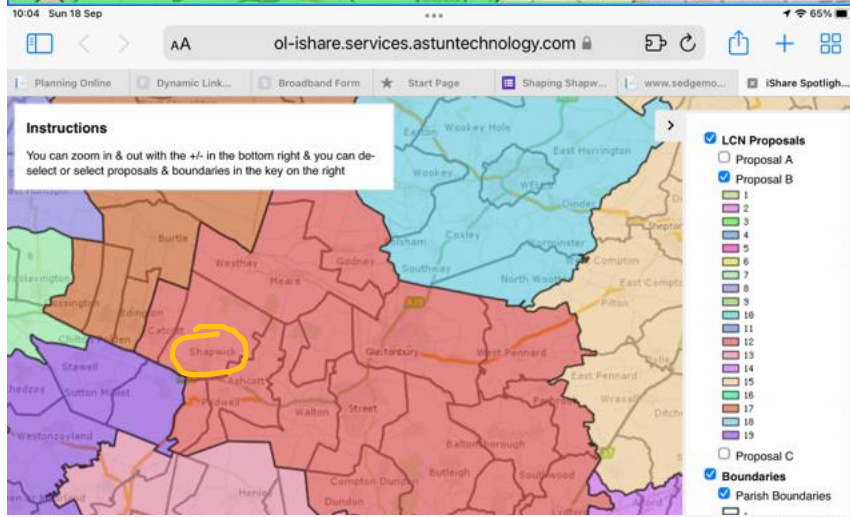 10:04 Sun 18 Sep
65%
AA
ol-ishare.services.astuntechnology.com
Planning Online
Dynamic Link...
Broadband Form
Start Page
Shaping Shapw...
www.sedgemo...
iShare Spotligh...
Instructions
You can zoom in & out with the +/- in the bottom right & you can de-
select or select proposals & boundaries in the key on the right
LCN Proposals
Proposal A
Proposal B
1
2
3
4
5
6
7
8
9
10
11
12
13
14
15
16
17
18
19
Proposal C
Boundaries
Parish Boundaries
Easton
Wookey Hole
East Horrington
Wookey
WELLS
Dinder
Burtle
Coxley
Westhay
Godney
Southway
North Wootton
Compton
East Compton
Meare
A39
Pilton
Edington
Catcott
Shapwick
Glastonbury
West Pennard
Stawell
Ashcott
East Pennard
Sutton Mallet
Pedwell
Walton
Street
Westonzoyland
Baltonsborough
Butleigh
Southwood
Compton Dundon
Dundon
Henley